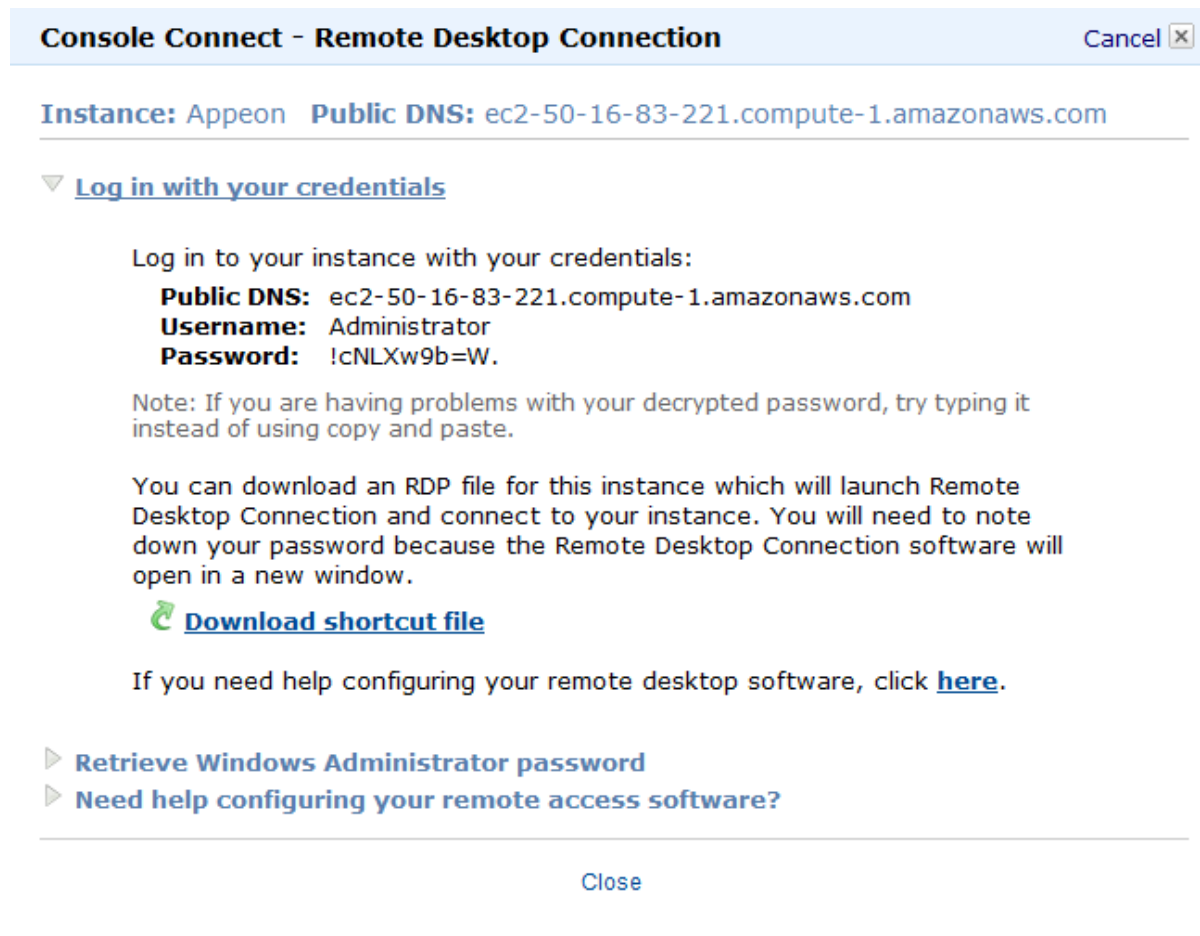 Console Connect - Remote Desktop Connection Cancel
Instance: Appeon Public DNS: ec2-50-16-83-221.compute-1.amazonaws.com
Log in with your credentials
Log in to your instance with your credentials:
Public DNS: ec2-50-16-83-221.compute-1.amazonaws.com
Username: Administrator
Password: !cNLXw9b=W.
Note: If you are having problems with your decrypted password, try typing it
instead of using copy and paste.
You can download an RDP file for this instance which will launch Remote
Desktop Connection and connect to your instance. You will need to note
down your password because the Remote Desktop Connection software will
open in a new window.
Download shortcut file
If you need help configuring your remote desktop software, click here.
Retrieve Windows Administrator password
Need help configuring your remote access software?
Close